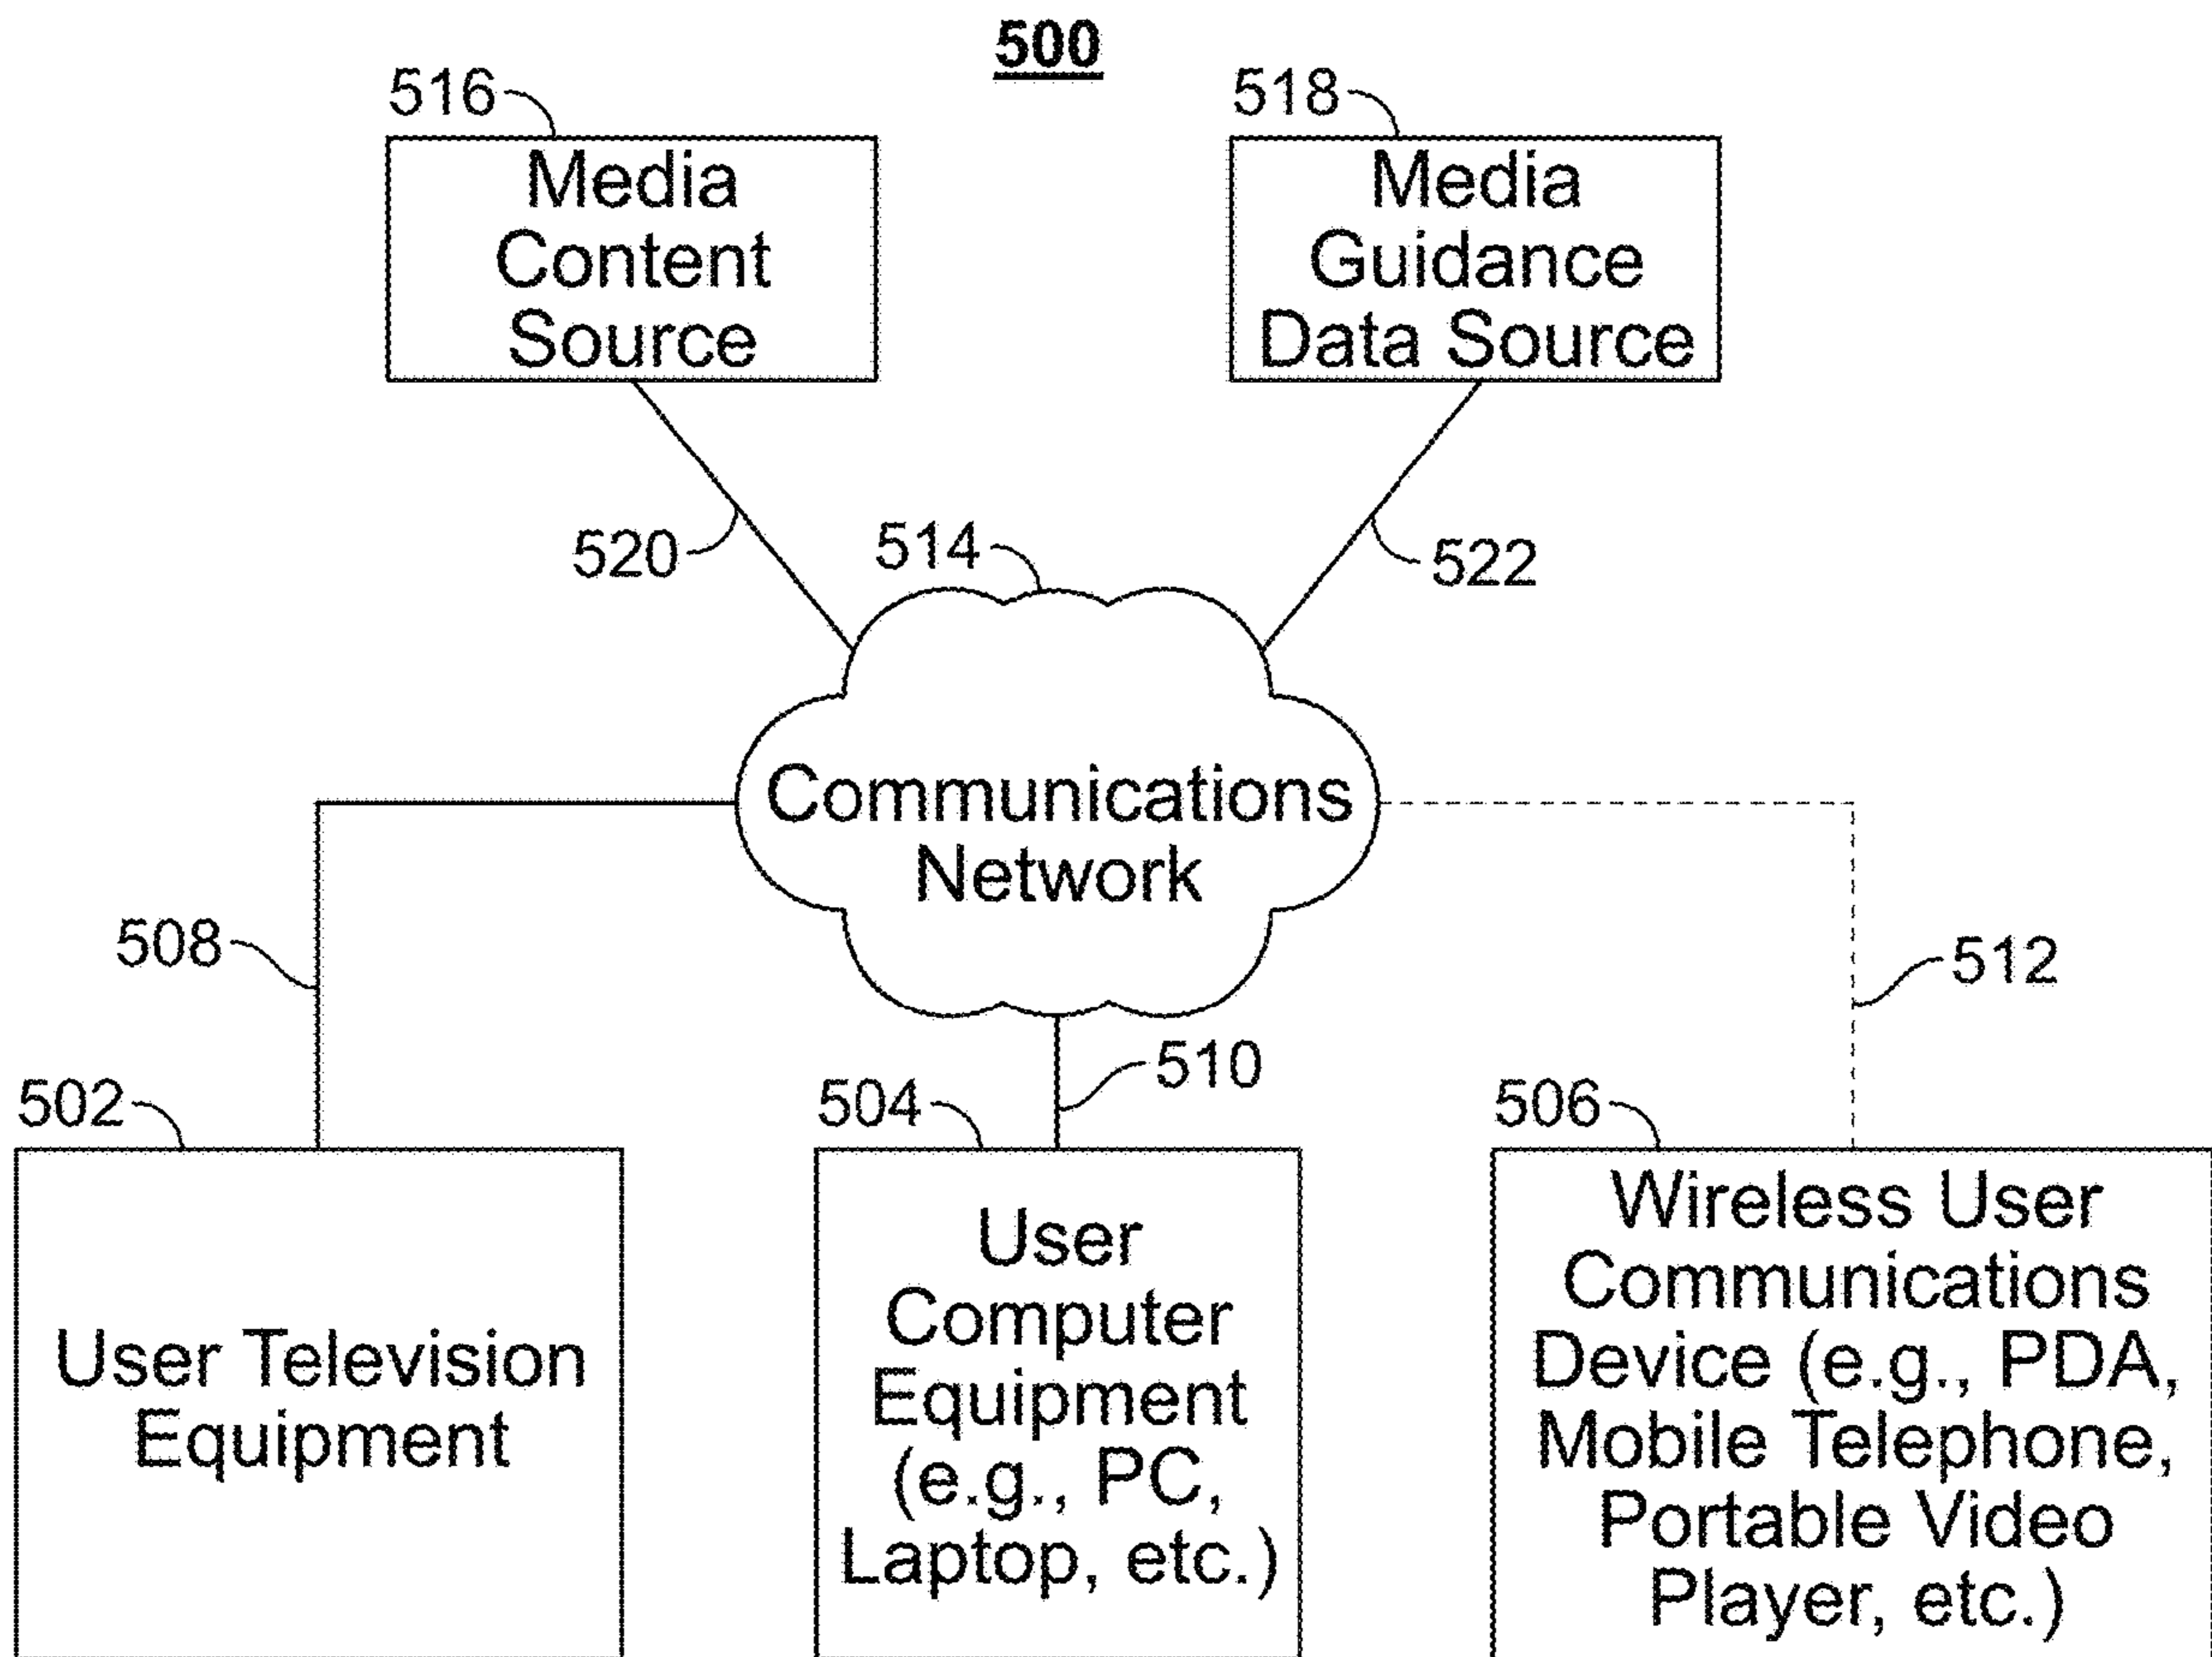 500
516
518
Media
Content
Source
Media
Guidance
Data Source
520
514
522
Communications
Network
508
512
510
502
504
506
User Television
Equipment
User
Computer
Equipment
(e.g., PC,
Laptop, etc.)
Wireless User
Communications
Device (e.g., PDA,
Mobile Telephone,
Portable Video
Player, etc.)